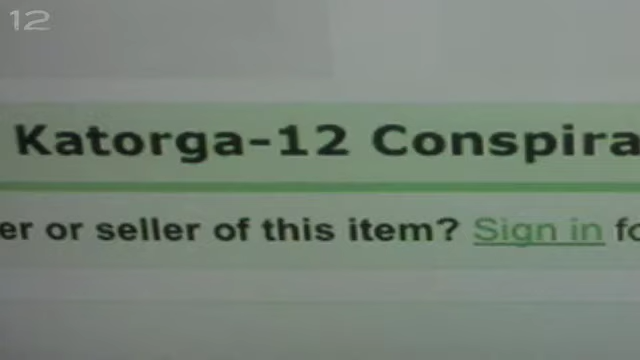 12
Katorga-12 Conspira
er or seller of this item? Sign in fo